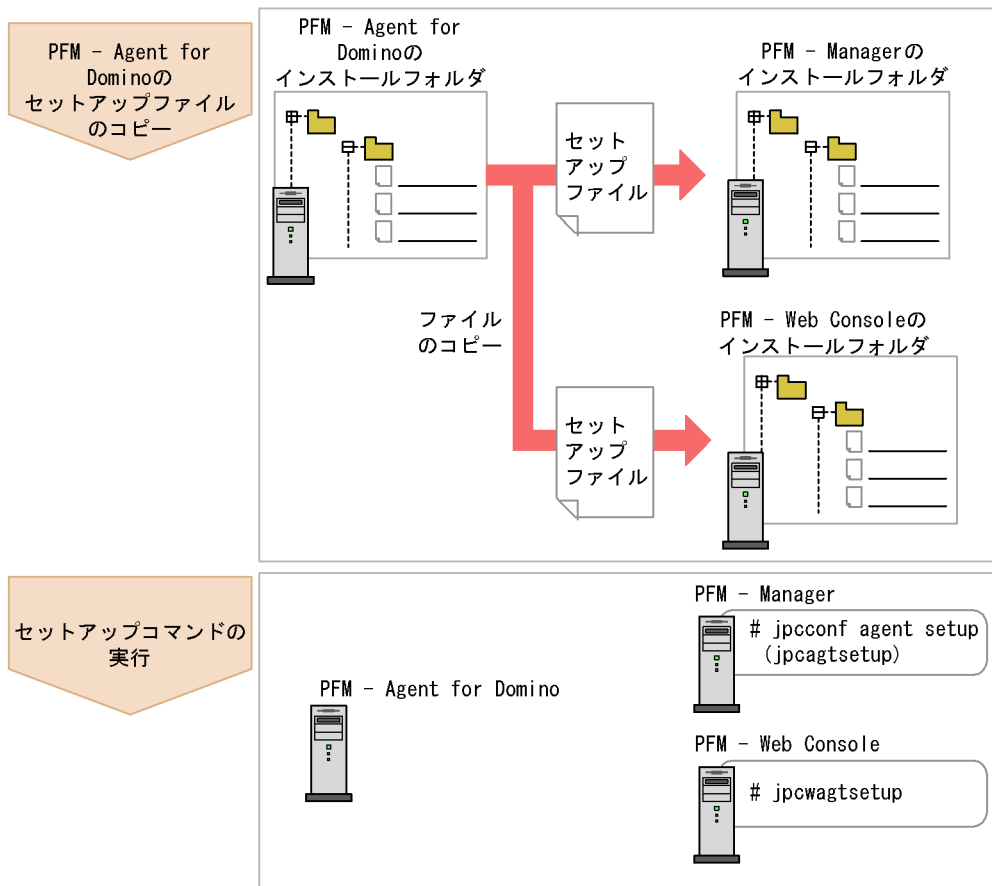 PFM - Agent for
Dominoの
セットアップファイル
のコピー
PFM - Agent for
Dominoの
インストールフォルダ
セット
アップ
ファイル
PFM - Managerの
インストールフォルダ
ファイル
のコピー
セット
アップ
ファイル
PFM - Web Consoleの
インストールフォルダ
セットアップコマンドの
実行
PFM - Agent for Domino
PFM - Manager
# jpcconf agent setup
(jpcagtsetup)
PFM - Web Console
# jpcwagtsetup